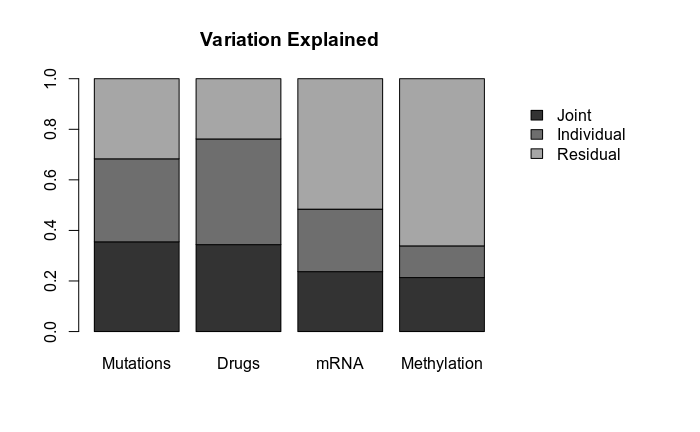 Variation Explained
1.0
0.8
0.6
0.4
0.2
0.0
Joint
Individual
Residual
Mutations Drugs mRNA Methylation